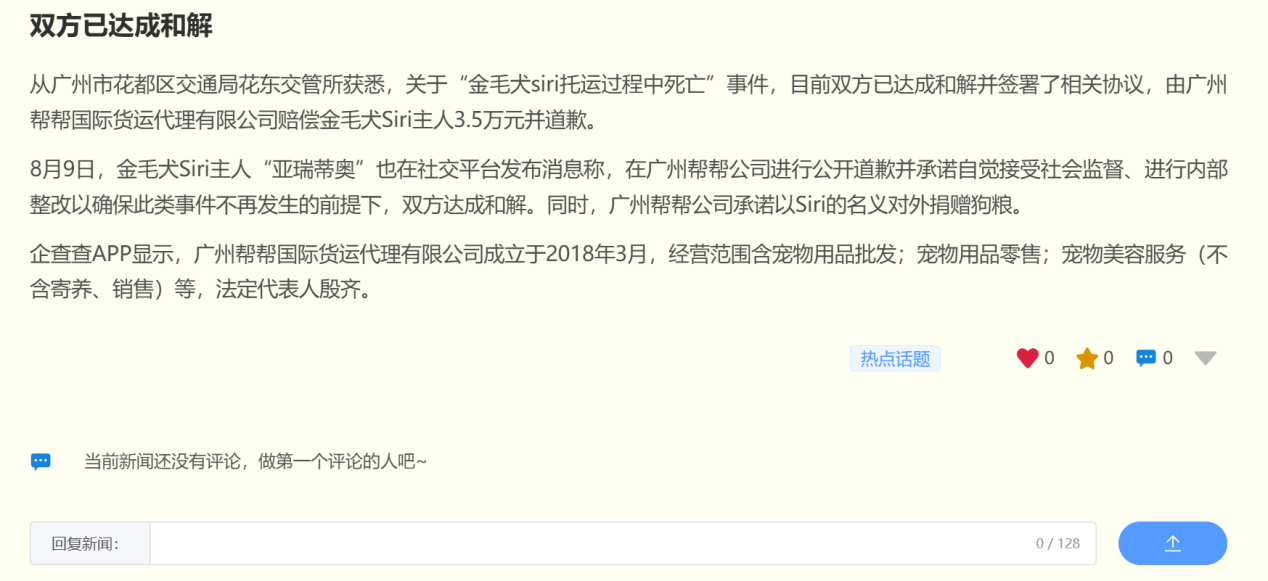 双方已达成和解
从广州市花都区交通局花东交管所获悉，关于“金毛犬siri托运过程中死亡”事件，目前双方已达成和解并签署了相关协议，由广州
帮帮国际货运代理有限公司赔偿金毛犬Siri主人3.5万元并道歉。
8月9日，金毛犬Siri主人“亚瑞蒂奥”也在社交平台发布消息称，在广州帮帮公司进行公开道歉并承诺自觉接受社会监督、进行内部
整改以确保此类事件不再发生的前提下，双方达成和解。同时，广州帮帮公司承诺以Siri的名义对外捐赠狗粮。
企查查APP显示，广州帮帮国际货运代理有限公司成立于2018年3月，经营范围含宠物用品批发；宠物用品零售；宠物美容服务（不
含寄养、销售）等，法定代表人殷齐。
热点话题 0 0 0
当前新闻还没有评论，做第一个评论的人吧~
回复新闻： 0 / 128